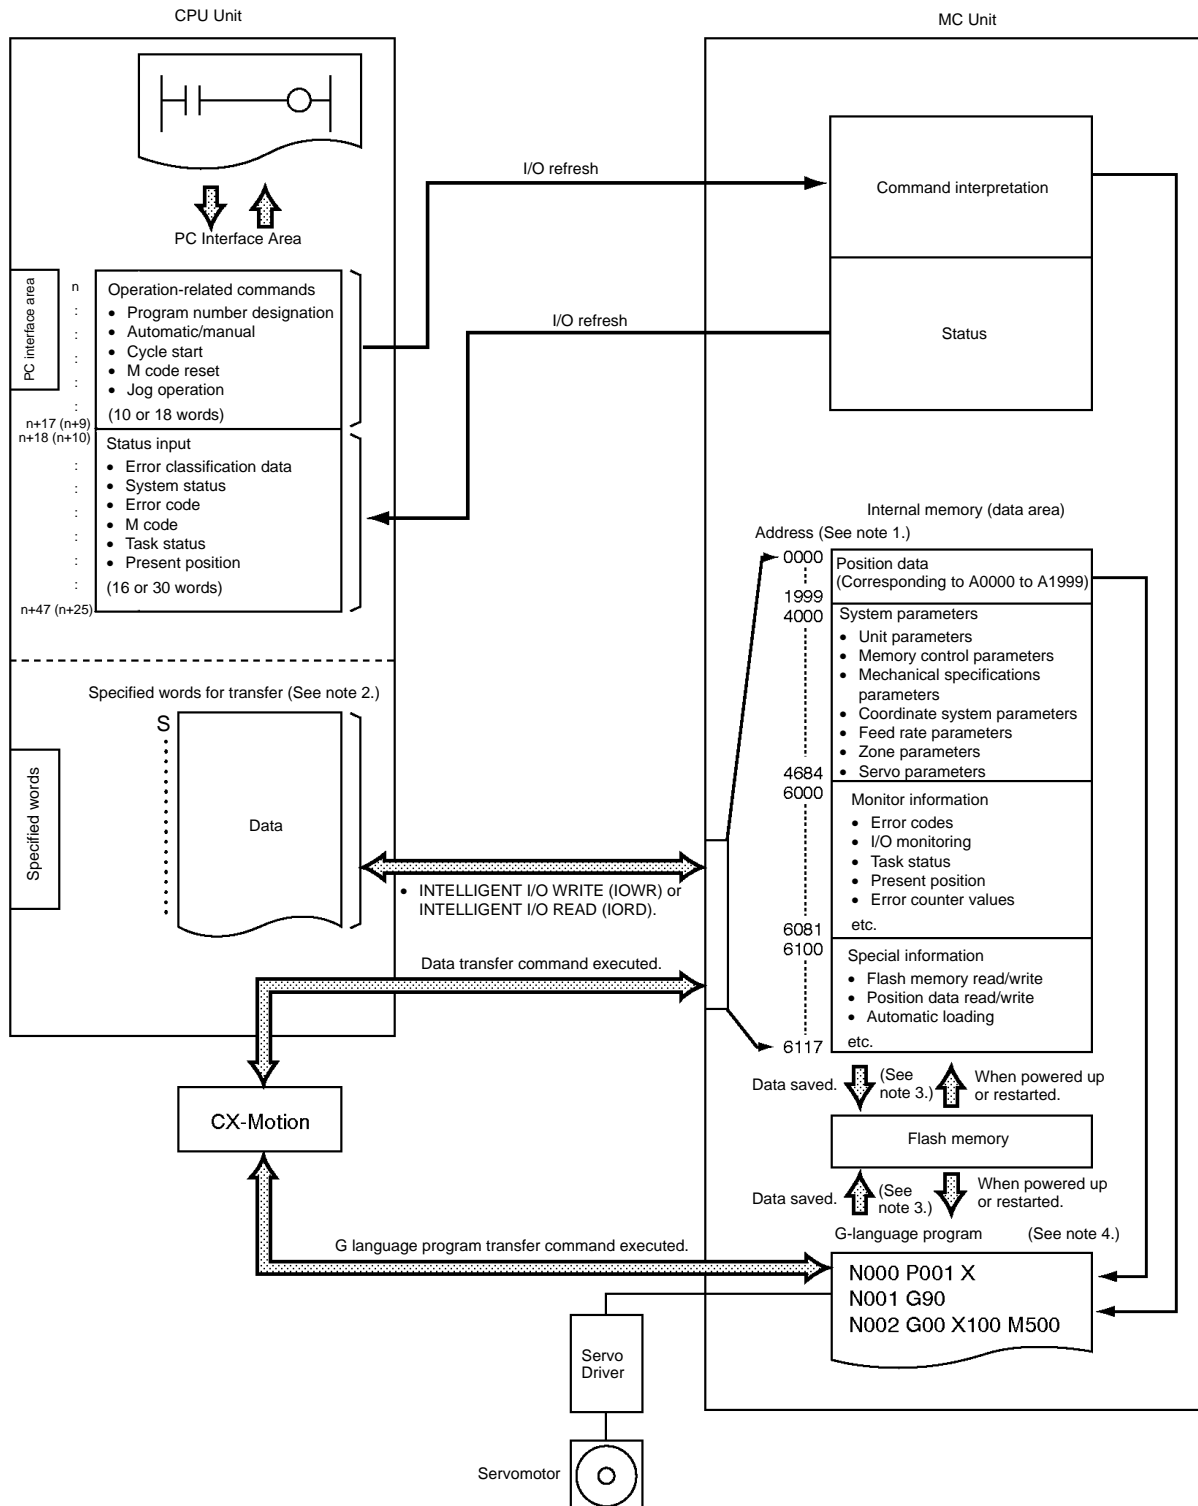 CPU Unit
MC Unit
I/O refresh
Command interpretation
PC Interface Area
PC interface area
n
:
:
:
:
:
n+17 (n+9)
Operation-related commands
• Program number designation
• Automatic/manual
• Cycle start
• M code reset
• Jog operation
(10 or 18 words)
I/O refresh
Status
n+18 (n+10)
:
:
:
:
:
:
n+47 (n+25)
Status input
• Error classification data
• System status
• Error code
• M code
• Task status
• Present position
(16 or 30 words)
Internal memory (data area)
Address (See note 1.)
0000
1999
Position data
(Corresponding to A0000 to A1999)
4000
4684
System parameters
• Unit parameters
• Memory control parameters
• Mechanical specifications
parameters
• Coordinate system parameters
• Feed rate parameters
• Zone parameters
• Servo parameters
Specified words for transfer (See note 2.)
S
Specified words
Data
6000
6081
Monitor information
• Error codes
• I/O monitoring
• Task status
• Present position
• Error counter values
etc.
• INTELLIGENT I/O WRITE (IOWR) or
INTELLIGENT I/O READ (IORD).
Data transfer command executed.
6100
6117
Special information
• Flash memory read/write
• Position data read/write
• Automatic loading
etc.
Data saved.
(See
note 3.)
When powered up
or restarted.
CX-Motion
Flash memory
Data saved.
(See
note 3.)
When powered up
or restarted.
G language program transfer command executed.
G-language program
(See note 4.)
N000 P001 X
N001 G90
N002 G00 X100 M500
Servo
Driver
Servomotor